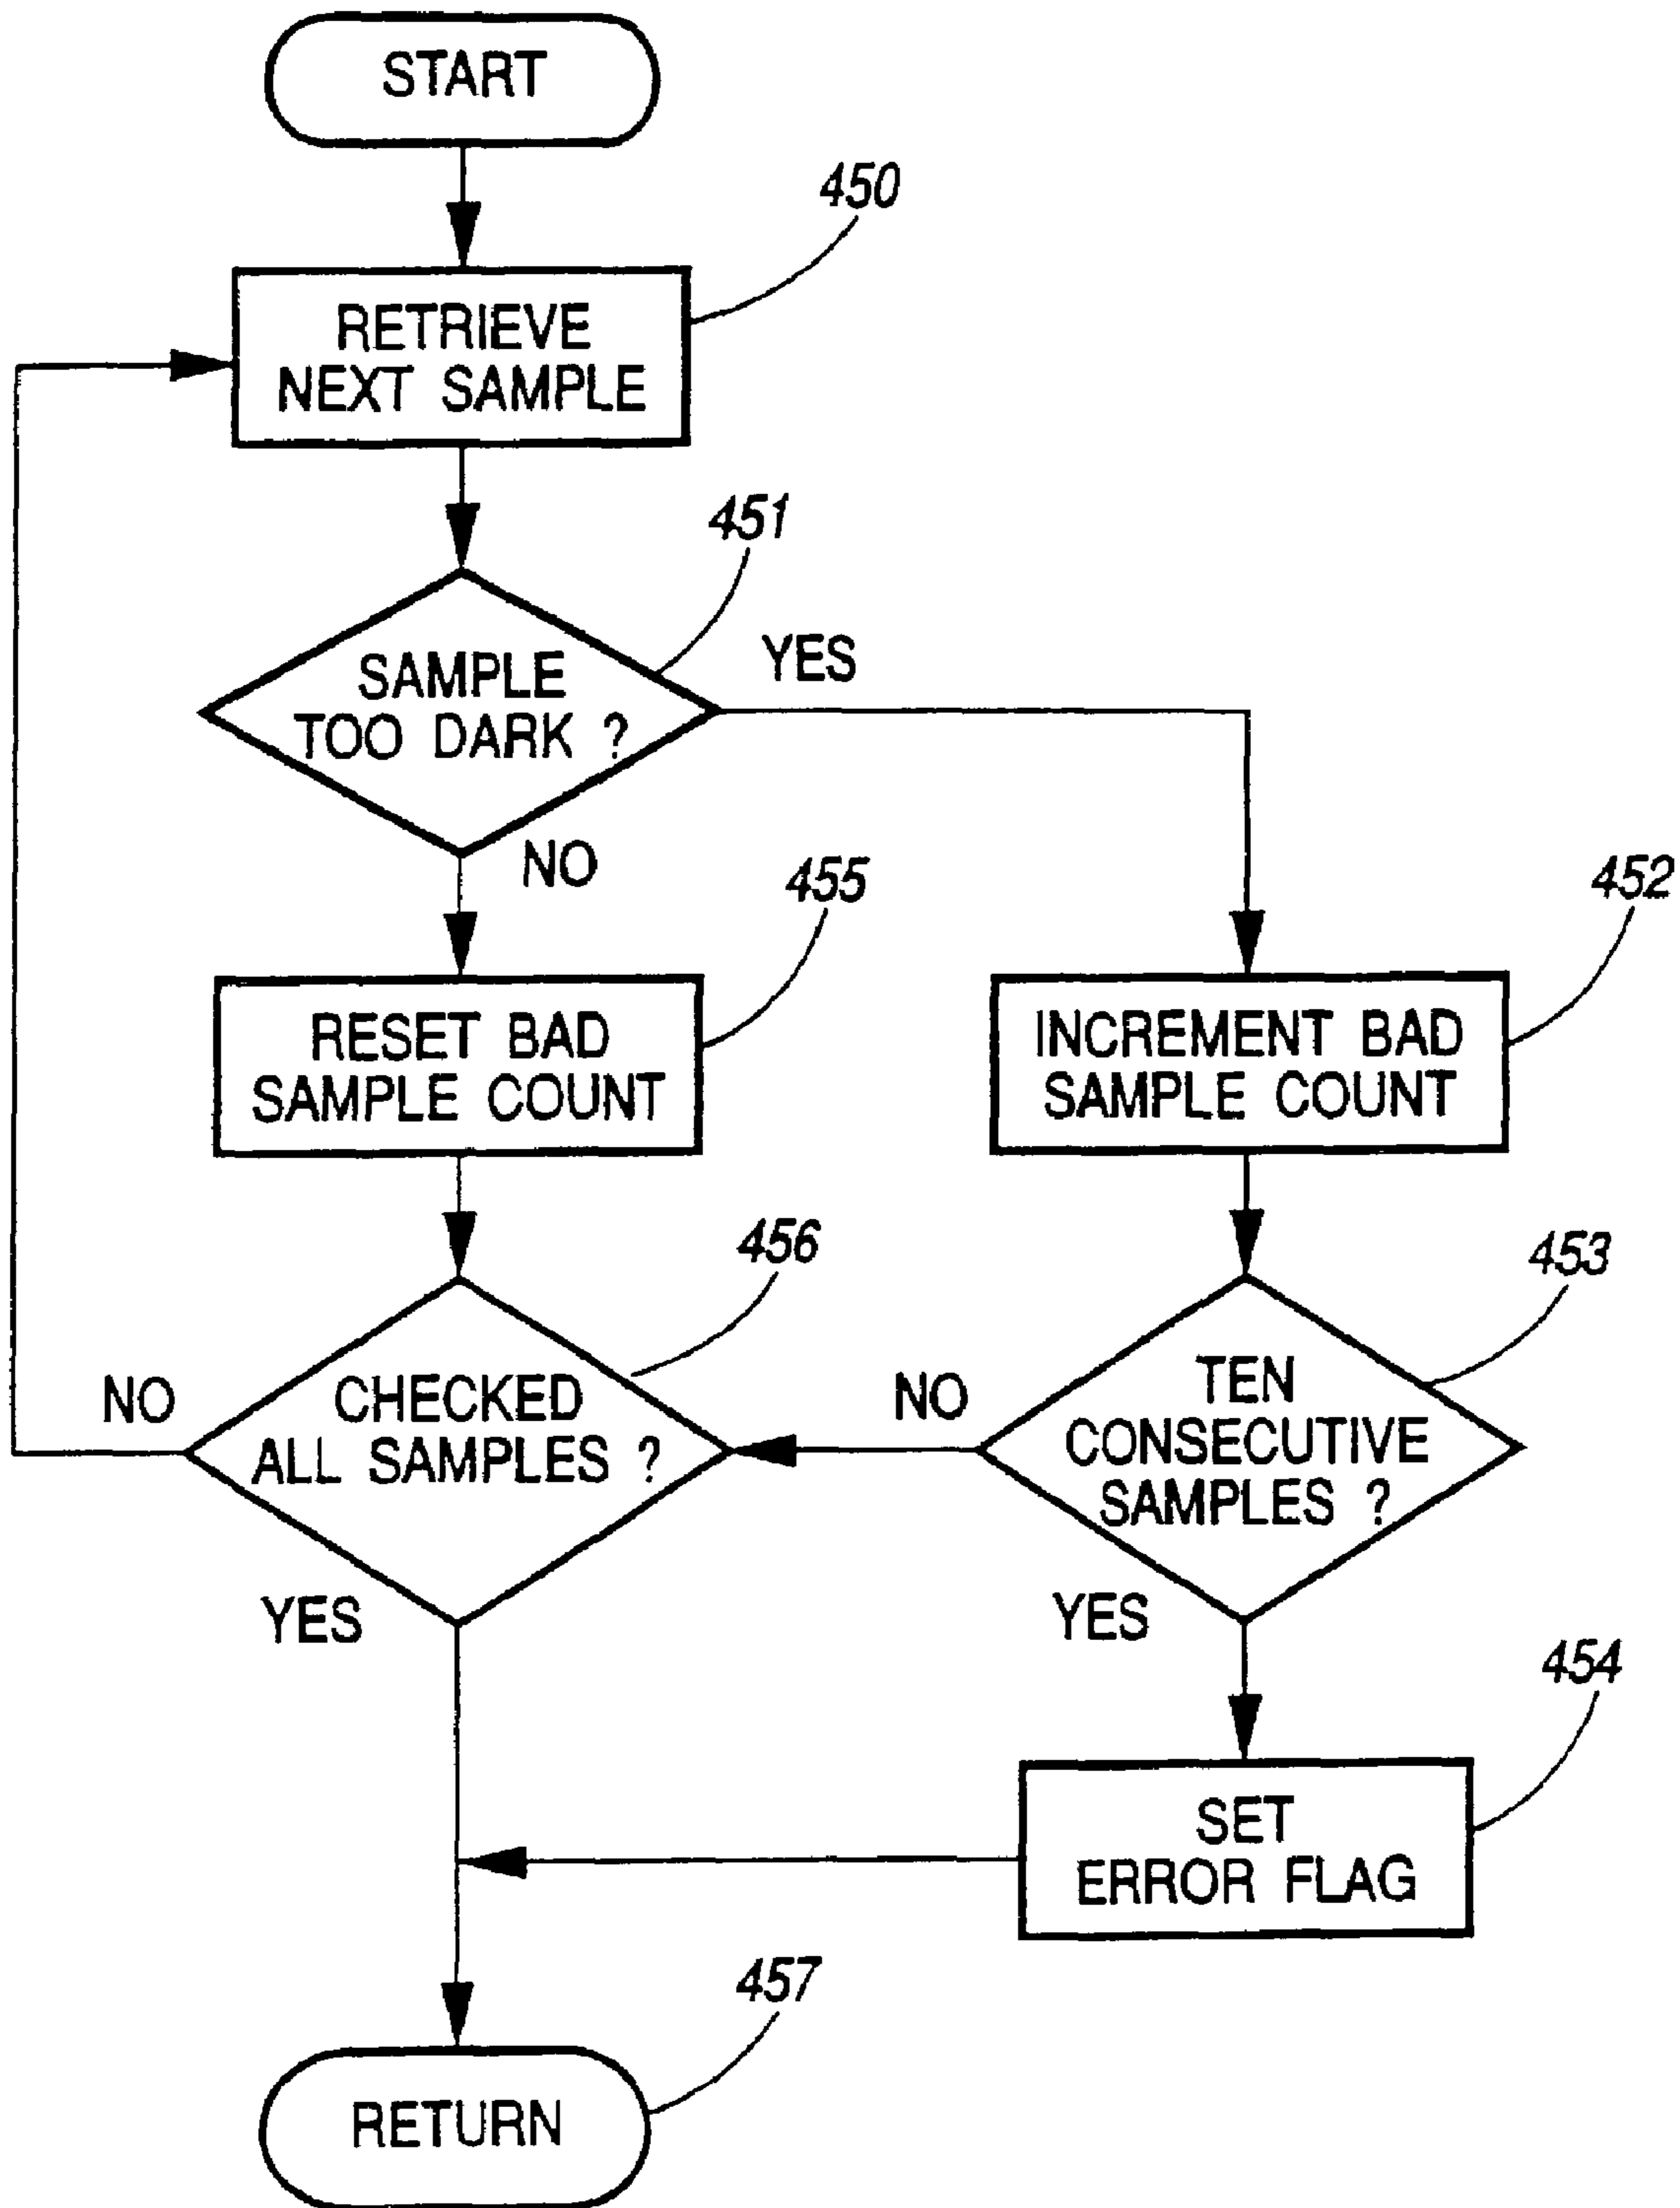 START
450
RETRIEVE
NEXT SAMPLE
451
SAMPLE
TOO DARK ?
YES
NO
455
452
RESET BAD
SAMPLE COUNT
INCREMENT BAD
SAMPLE COUNT
456
453
NO
CHECKED
ALL SAMPLES ?
NO
TEN
CONSECUTIVE
SAMPLES ?
YES
YES
454
SET
ERROR FLAG
457
RETURN